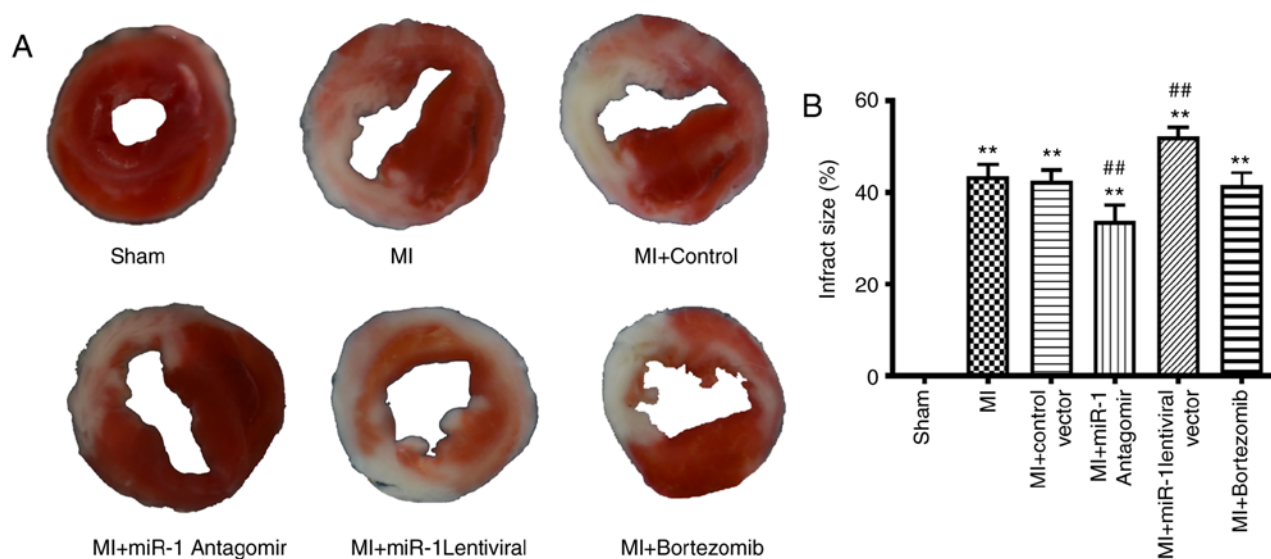 A
Sham
MI
MI+Control
MI+miR-1 Antagomir
MI+miR-1Lentiviral
MI+Bortezomib
B
Infract size (%)
60
40
20
0
**
**
##
**
##
**
**
Sham
MI
MI+control
vector
MI+miR-1
Antagomir
MI+miR-1lentiviral
vector
MI+Bortezomib